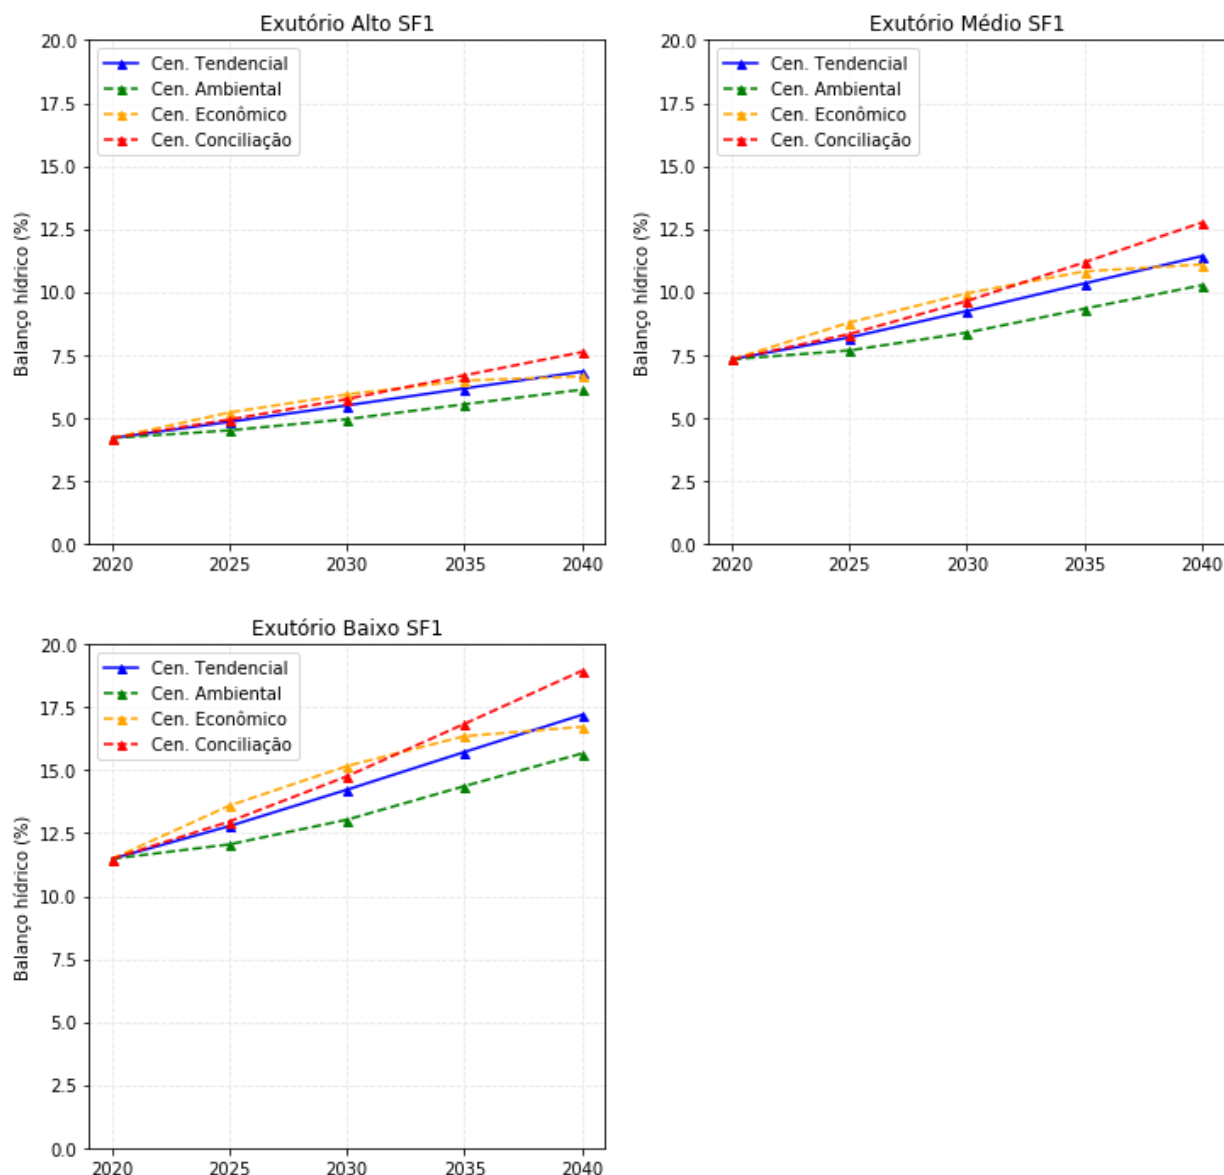 Exutório Alto SF1
20.0
17.5
15.0
12.5
10.0
7.5
5.0
2.5
0.0
Balanço hídrico (%)
Cen. Tendencial
Cen. Ambiental
Cen. Econômico
Cen. Conciliação
2020 2025 2030 2035 2040
Exutório Médio SF1
20.0
17.5
15.0
12.5
10.0
7.5
5.0
2.5
0.0
Balanço hídrico (%)
Cen. Tendencial
Cen. Ambiental
Cen. Econômico
Cen. Conciliação
2020 2025 2030 2035 2040
Exutório Baixo SF1
20.0
17.5
15.0
12.5
10.0
7.5
5.0
2.5
0.0
Balanço hídrico (%)
Cen. Tendencial
Cen. Ambiental
Cen. Econômico
Cen. Conciliação
2020 2025 2030 2035 2040